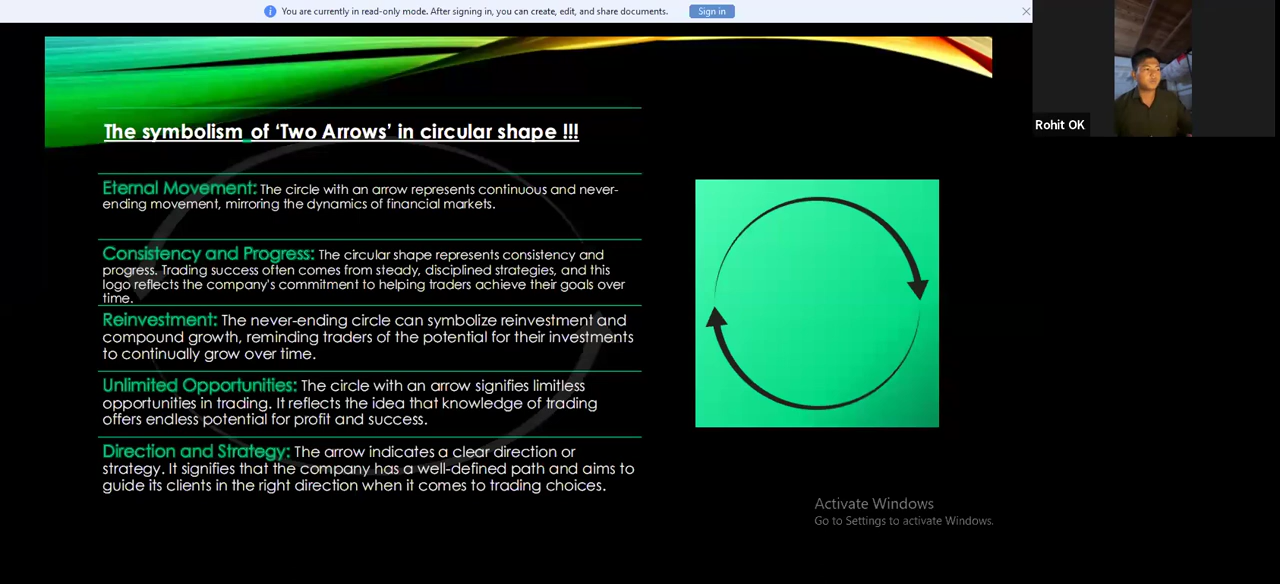 You are currently in read-only mode. After signing in, you can create, edit, and share documents.
Sign in
Rohit OK
The symbolism of ‘Two Arrows’ in circular shape !!!
Eternal Movement: The circle with an arrow represents continuous and never-
ending movement, mirroring the dynamics of financial markets.
Consistency and Progress: The circular shape represents consistency and
progress. Trading success often comes from steady, disciplined strategies, and this
logo reflects the company's commitment to helping traders achieve their goals over
time.
Reinvestment: The never-ending circle can symbolize reinvestment and
compound growth, reminding traders of the potential for their investments
to continually grow over time.
Unlimited Opportunities: The circle with an arrow signifies limitless
opportunities in trading. It reflects the idea that knowledge of trading
offers endless potential for profit and success.
Direction and Strategy: The arrow indicates a clear direction or
strategy. It signifies that the company has a well-defined path and aims to
guide its clients in the right direction when it comes to trading choices.
Activate Windows
Go to Settings to activate Windows.